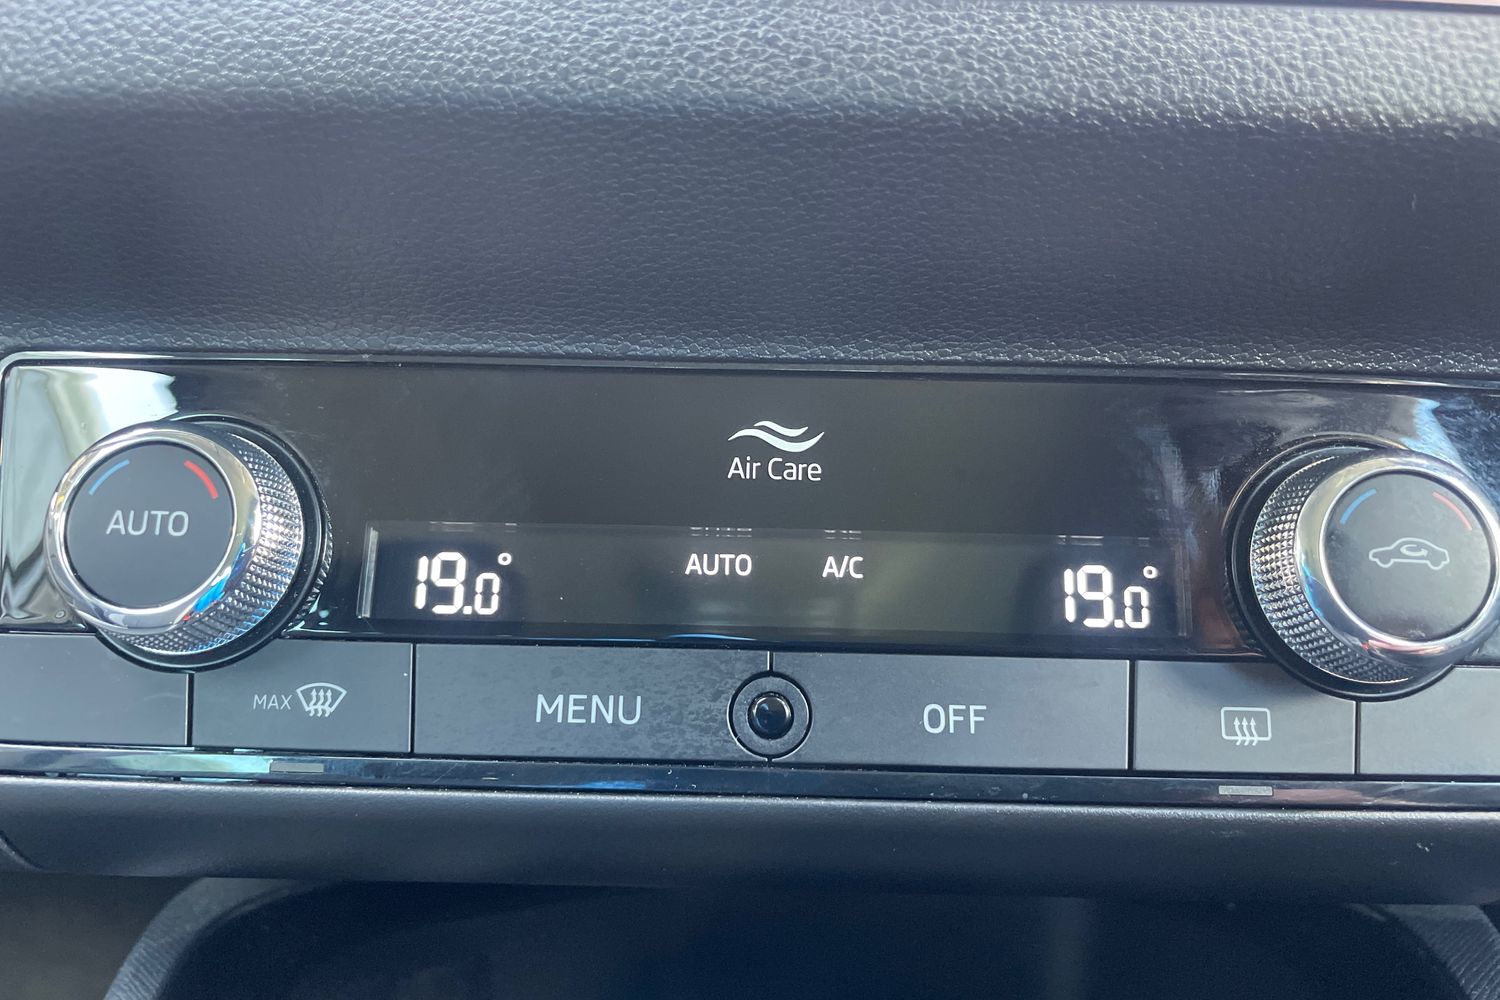 Air Care
AUTO
19.0°
AUTO
A/C
19.0°
MAX
MENU
OFF